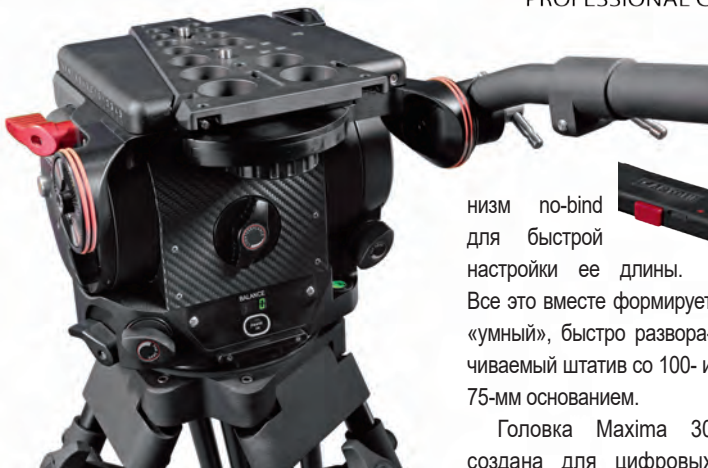 PROFESSIONAL
низм no-bind
для быстрой
настройки ее длины.
Все это вместе формирует
«умный», быстро развора-
чиваемый штатив со 100- и
75-мм основанием.
Головка Maxima 30
создана для цифровых
BALANCE